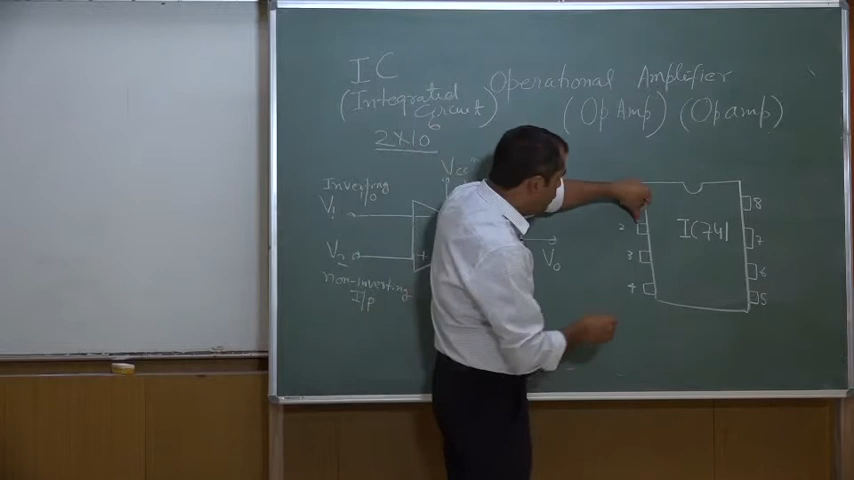 IC
Operational Amplifier
(Integrated Circuit)
(Op Amp) (OpAmp)
2x10⁶
Vcc
Inverting I/p
V₁
V₂
Vo
non-inverting I/p
+
IC741
2
3
4
8
7
6
5